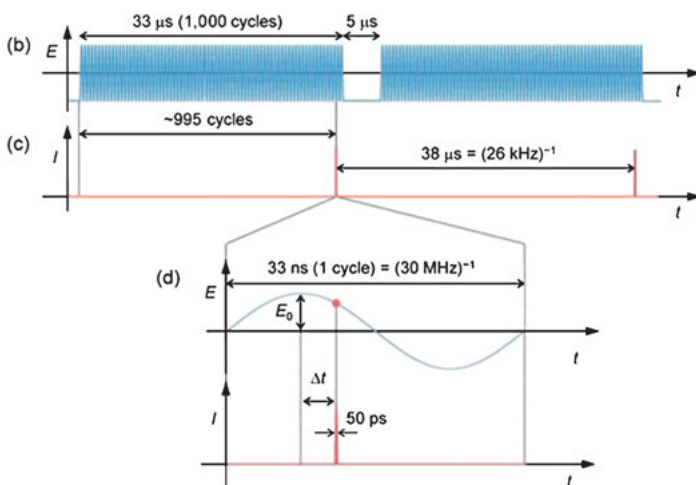 33 μs (1,000 cycles)
5 μs
(b)
E
t
~995 cycles
(c)
I
38 μs = (26 kHz)⁻¹
t
(d)
33 ns (1 cycle) = (30 MHz)⁻¹
E
E₀
t
Δt
I
50 ps
t